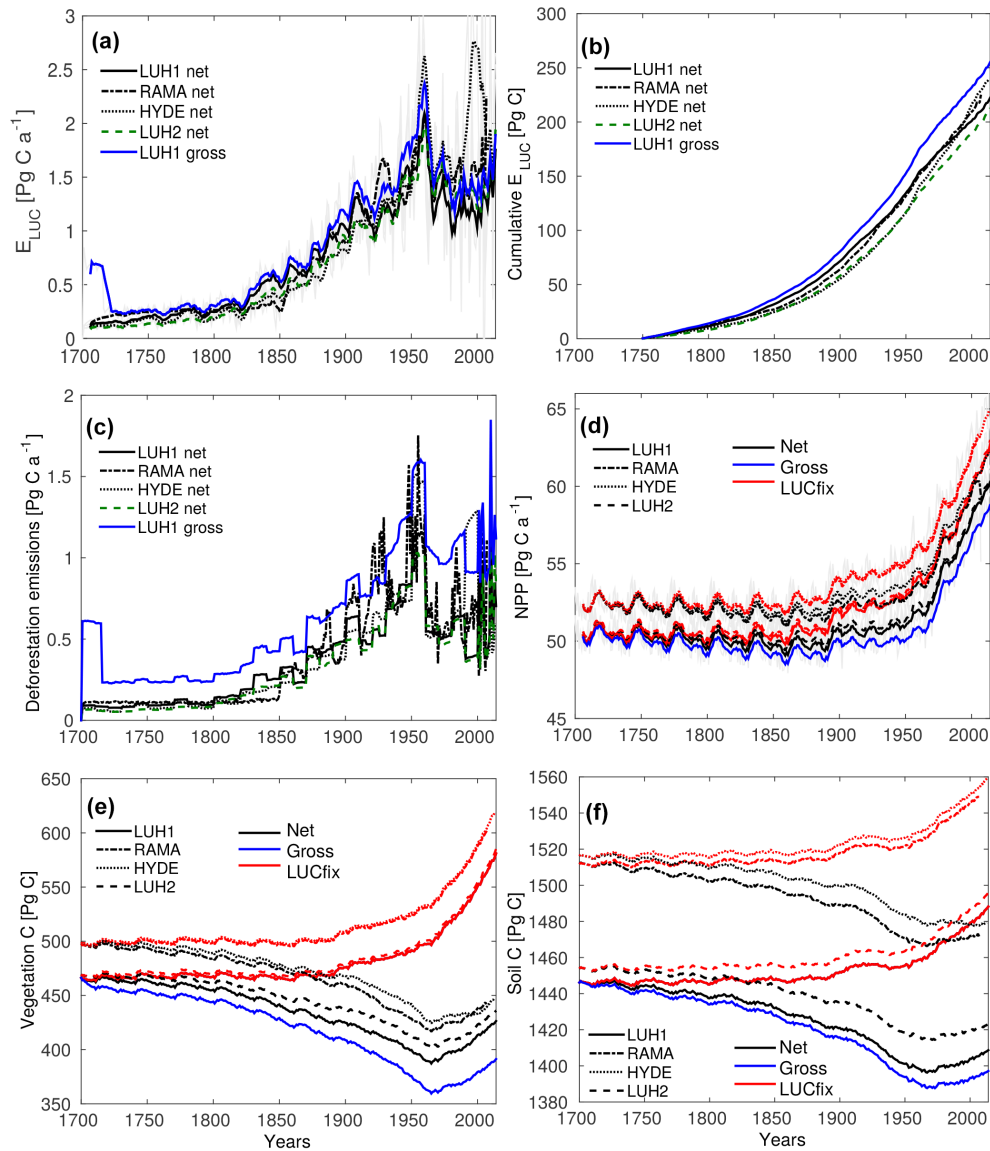 (a)
E_LUC [Pg C a⁻¹]
3
2.5
2
1.5
1
0.5
0
LUH1 net
RAMA net
HYDE net
LUH2 net
LUH1 gross
1700 1750 1800 1850 1900 1950 2000
(b)
Cumulative E_LUC [Pg C]
300
250
200
150
100
50
0
LUH1 net
RAMA net
HYDE net
LUH2 net
LUH1 gross
1700 1750 1800 1850 1900 1950 2000
(c)
Deforestation emissions [Pg C a⁻¹]
2
1.5
1
0.5
0
LUH1 net
RAMA net
HYDE net
LUH2 net
LUH1 gross
1700 1750 1800 1850 1900 1950 2000
(d)
NPP [Pg C a⁻¹]
65
60
55
50
45
LUH1
RAMA
HYDE
LUH2
Net
Gross
LUCfix
1700 1750 1800 1850 1900 1950 2000
(e)
Vegetation C [Pg C]
650
600
550
500
450
400
350
LUH1
RAMA
HYDE
LUH2
Net
Gross
LUCfix
1700 1750 1800 1850 1900 1950 2000
Years
(f)
Soil C [Pg C]
1560
1540
1520
1500
1480
1460
1440
1420
1400
1380
LUH1
RAMA
HYDE
LUH2
Net
Gross
LUCfix
1700 1750 1800 1850 1900 1950 2000
Years